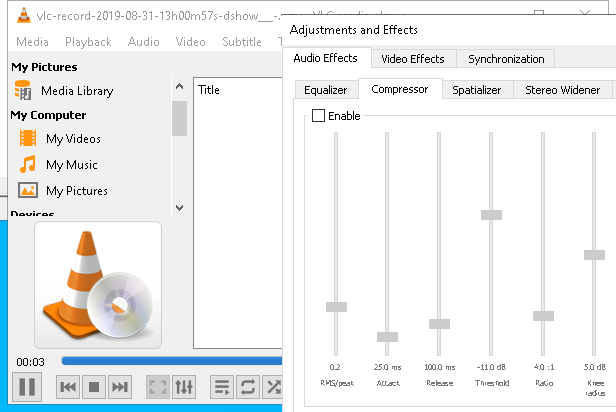 vlc-record-2019-08-31-13h00m57s-dshow__-.
Media Playback Audio Video Subtitle
My Pictures
Media Library
My Computer
My Videos
My Music
My Pictures
Devices
Title
00:03
Adjustments and Effects
Audio Effects Video Effects Synchronization
Equalizer Compressor Spatializer Stereo Widener
Enable
0.2 25.0 ms 100.0 ms -11.0 dB 4.0 :1 5.0 dB
RMS/peak Attack Release Threshold Ratio Knee
radius